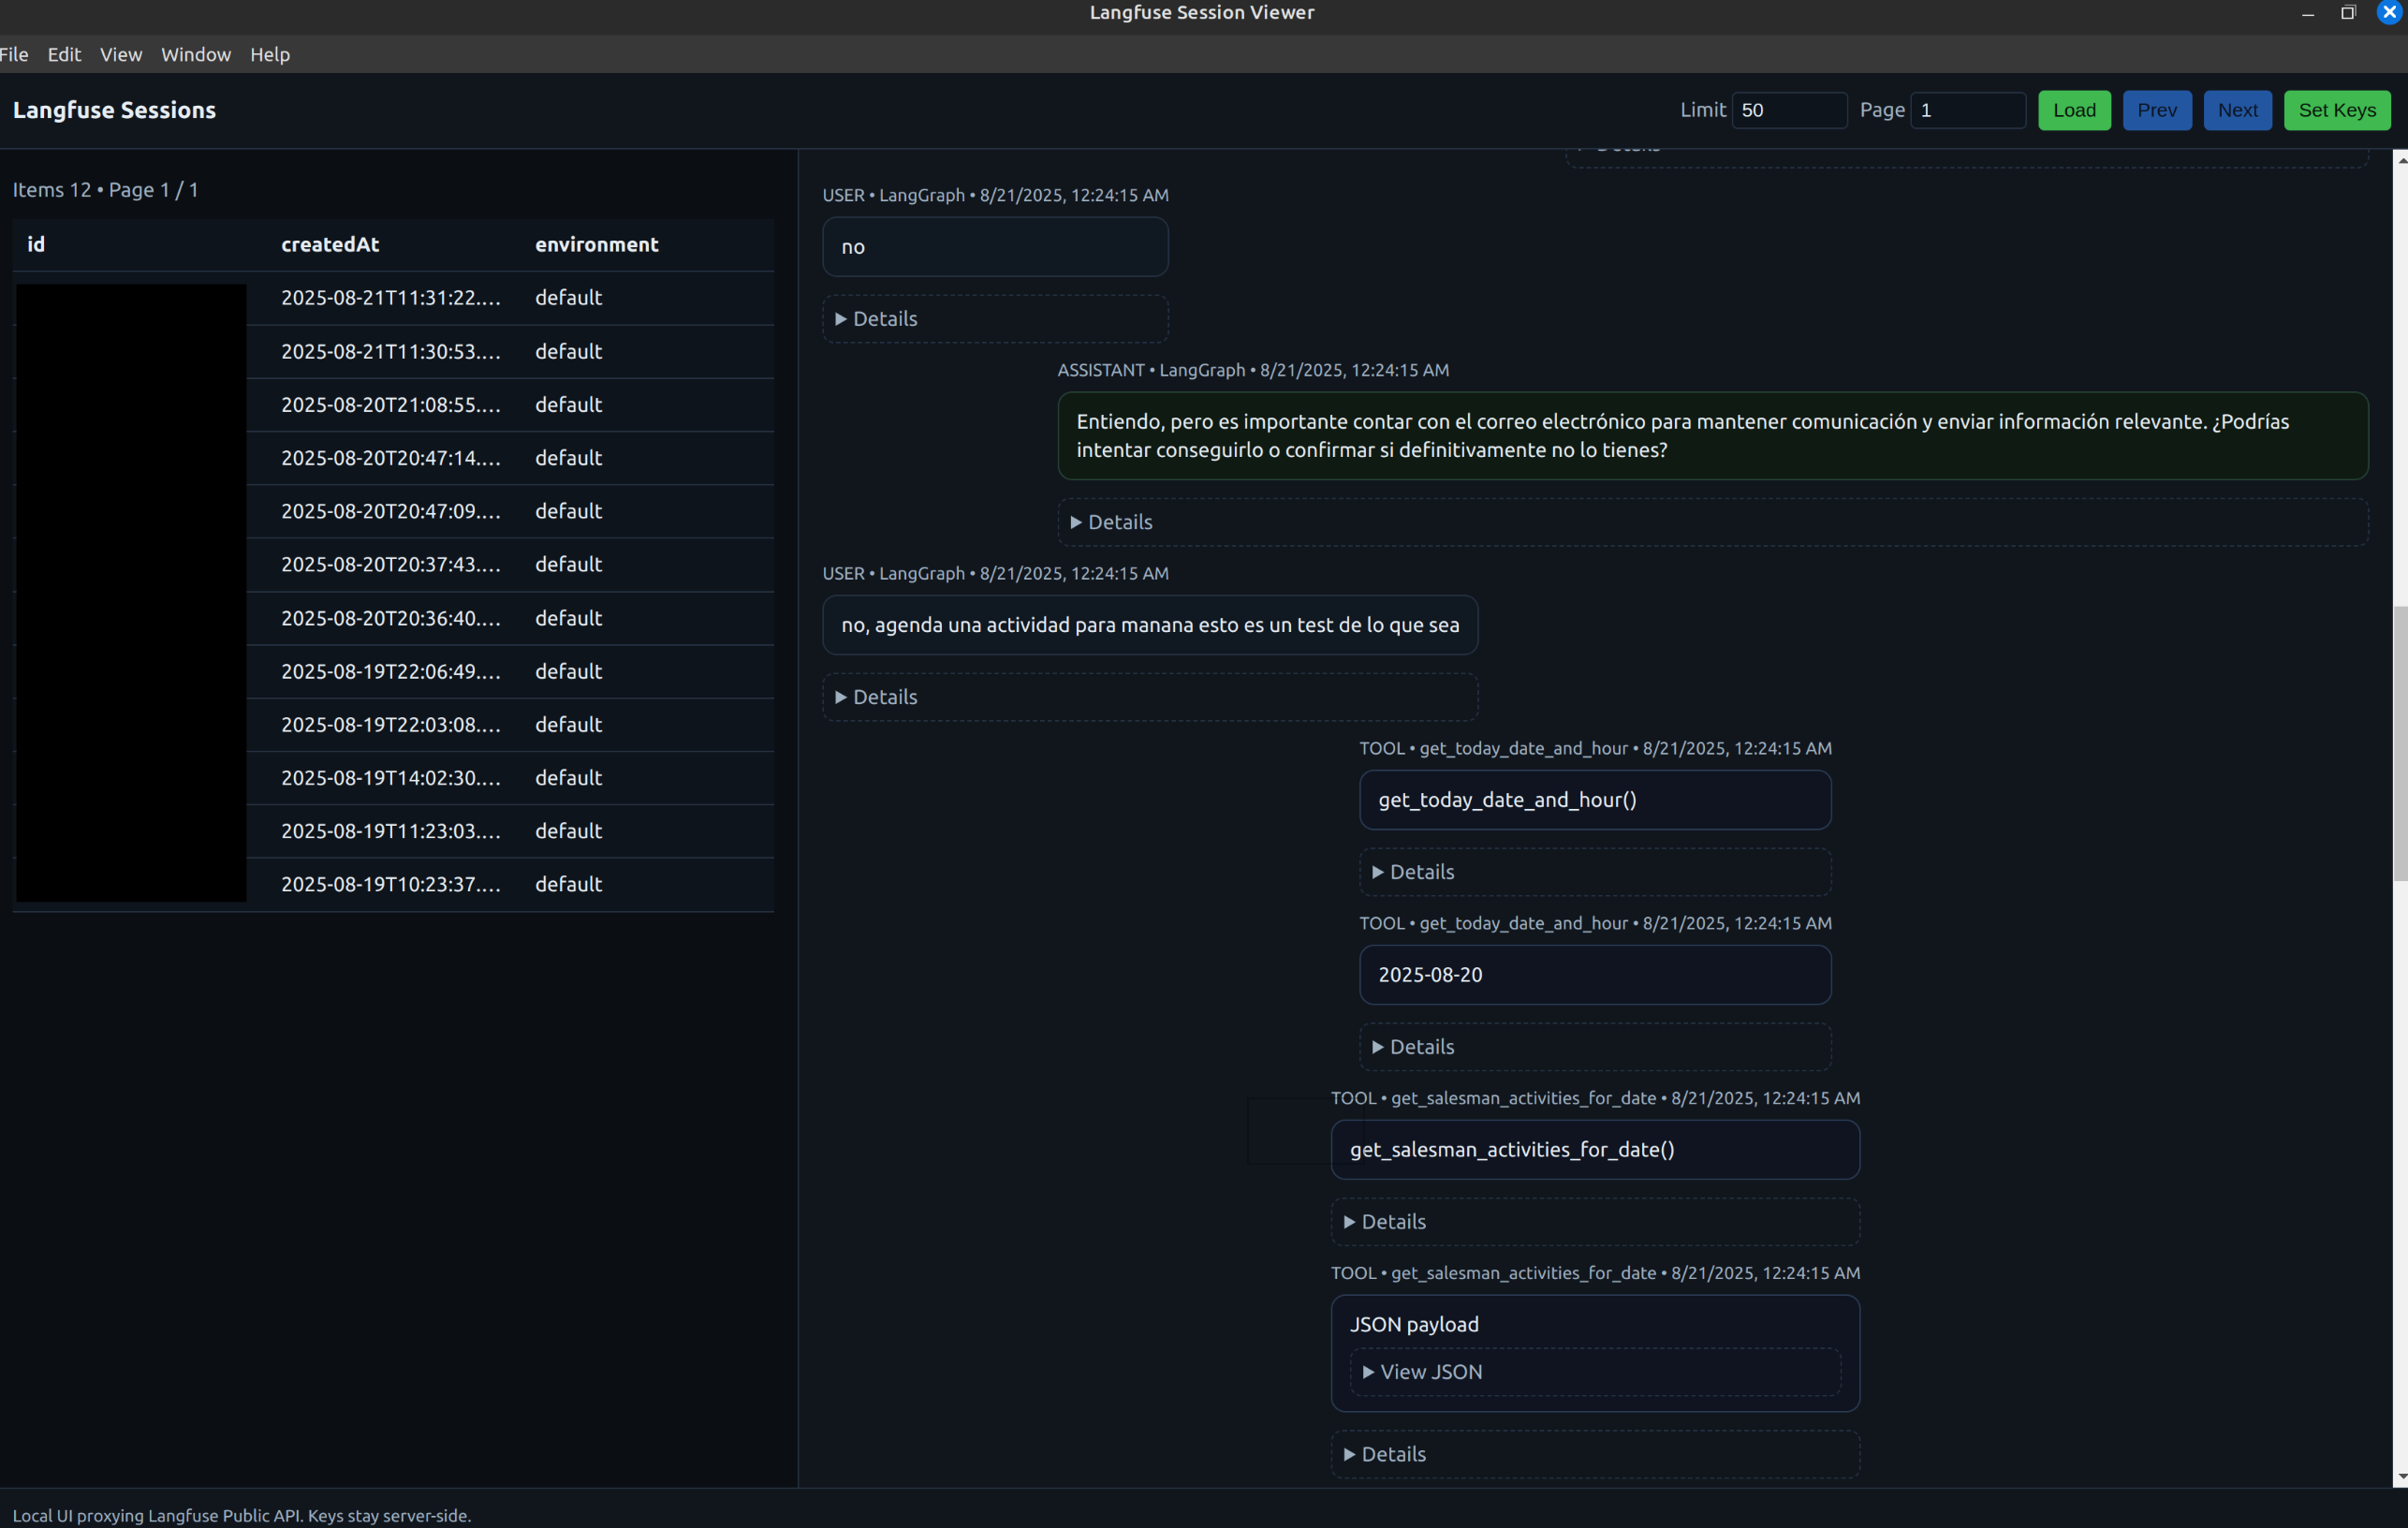 Langfuse Session Viewer
File Edit View Window Help
Langfuse Sessions
Limit 50 Page 1 Load Prev Next Set Keys
Items 12 • Page 1 / 1
id createdAt environment
2025-08-21T11:31:22.... default
2025-08-21T11:30:53.... default
2025-08-20T21:08:55.... default
2025-08-20T20:47:14.... default
2025-08-20T20:47:09.... default
2025-08-20T20:37:43.... default
2025-08-20T20:36:40.... default
2025-08-19T22:06:49.... default
2025-08-19T22:03:08.... default
2025-08-19T14:02:30.... default
2025-08-19T11:23:03.... default
2025-08-19T10:23:37.... default
Details
USER • LangGraph • 8/21/2025, 12:24:15 AM
no
Details
ASSISTANT • LangGraph • 8/21/2025, 12:24:15 AM
Entiendo, pero es importante contar con el correo electrónico para mantener comunicación y enviar información relevante. ¿Podrías
intentar conseguirlo o confirmar si definitivamente no lo tienes?
Details
USER • LangGraph • 8/21/2025, 12:24:15 AM
no, agenda una actividad para manana esto es un test de lo que sea
Details
TOOL • get_today_date_and_hour • 8/21/2025, 12:24:15 AM
get_today_date_and_hour()
Details
TOOL • get_today_date_and_hour • 8/21/2025, 12:24:15 AM
2025-08-20
Details
TOOL • get_salesman_activities_for_date • 8/21/2025, 12:24:15 AM
get_salesman_activities_for_date()
Details
TOOL • get_salesman_activities_for_date • 8/21/2025, 12:24:15 AM
JSON payload
View JSON
Details
Local UI proxying Langfuse Public API. Keys stay server-side.